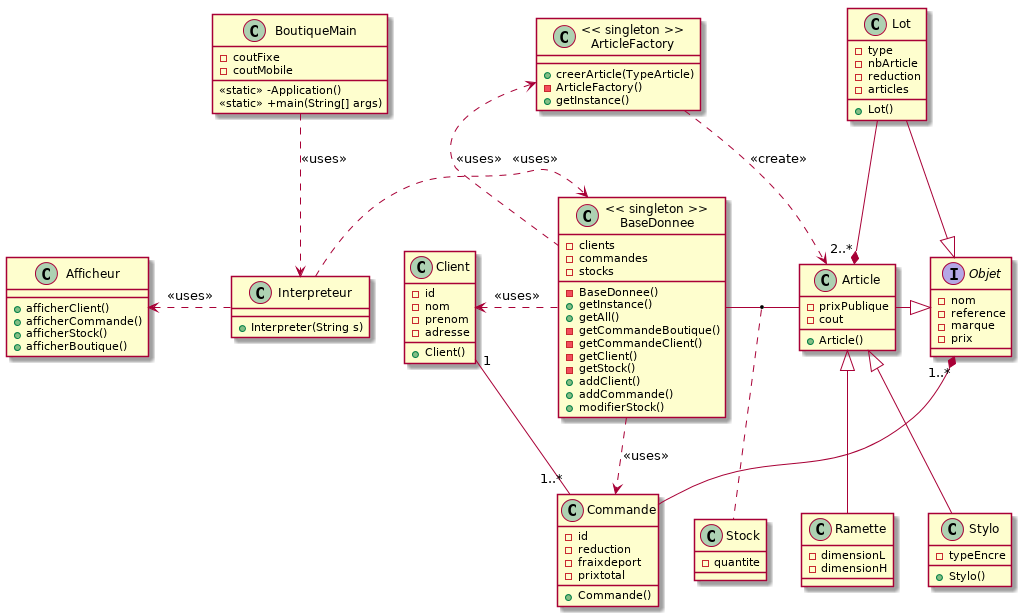 C BoutiqueMain
coutFixe
coutMobile
«static» -Application()
«static» +main(String[] args)
C << singleton >>
ArticleFactory
creerArticle(TypeArticle)
ArticleFactory()
getInstance()
C Lot
type
nbArticle
reduction
articles
Lot()
«uses»
«uses»
«uses»
«create»
C << singleton >>
BaseDonnee
clients
commandes
stocks
BaseDonnee()
getInstance()
getAll()
getCommandeBoutique()
getCommandeClient()
getClient()
getStock()
addClient()
addCommande()
modifierStock()
C Afficheur
afficherClient()
afficherCommande()
afficherStock()
afficherBoutique()
«uses»
C Interpreteur
Interpreter(String s)
C Client
id
nom
prenom
adresse
Client()
«uses»
2..*
C Article
prixPublique
cout
Article()
I Objet
nom
reference
marque
prix
1
1..*
1..*
«uses»
C Commande
id
reduction
fraixdeport
prixtotal
Commande()
C Stock
quantite
C Ramette
dimensionL
dimensionH
C Stylo
typeEncre
Stylo()